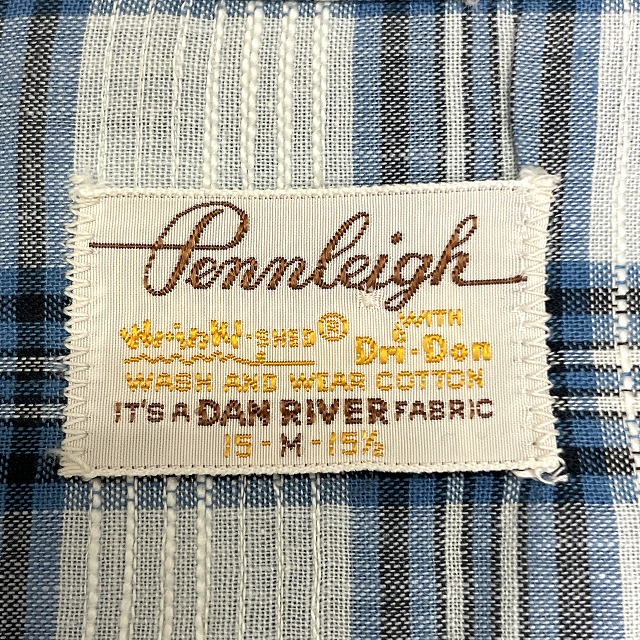 Pennleigh
Wrinkl-shed® WITH
Dri-Don
WASH AND WEAR COTTON
IT'S A DAN RIVER FABRIC
15-M-15½